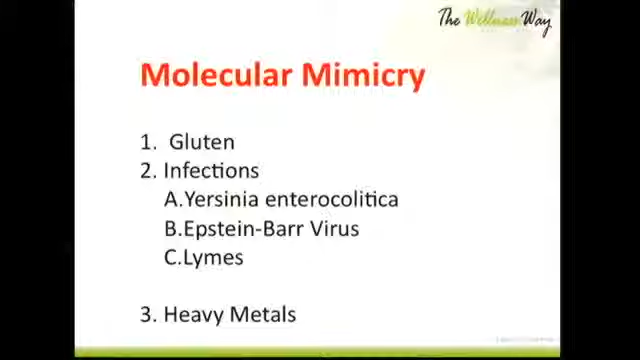 The Wellness Way
Molecular Mimicry
1. Gluten
2. Infections
A.Yersinia enterocolitica
B.Epstein-Barr Virus
C.Lymes
3. Heavy Metals